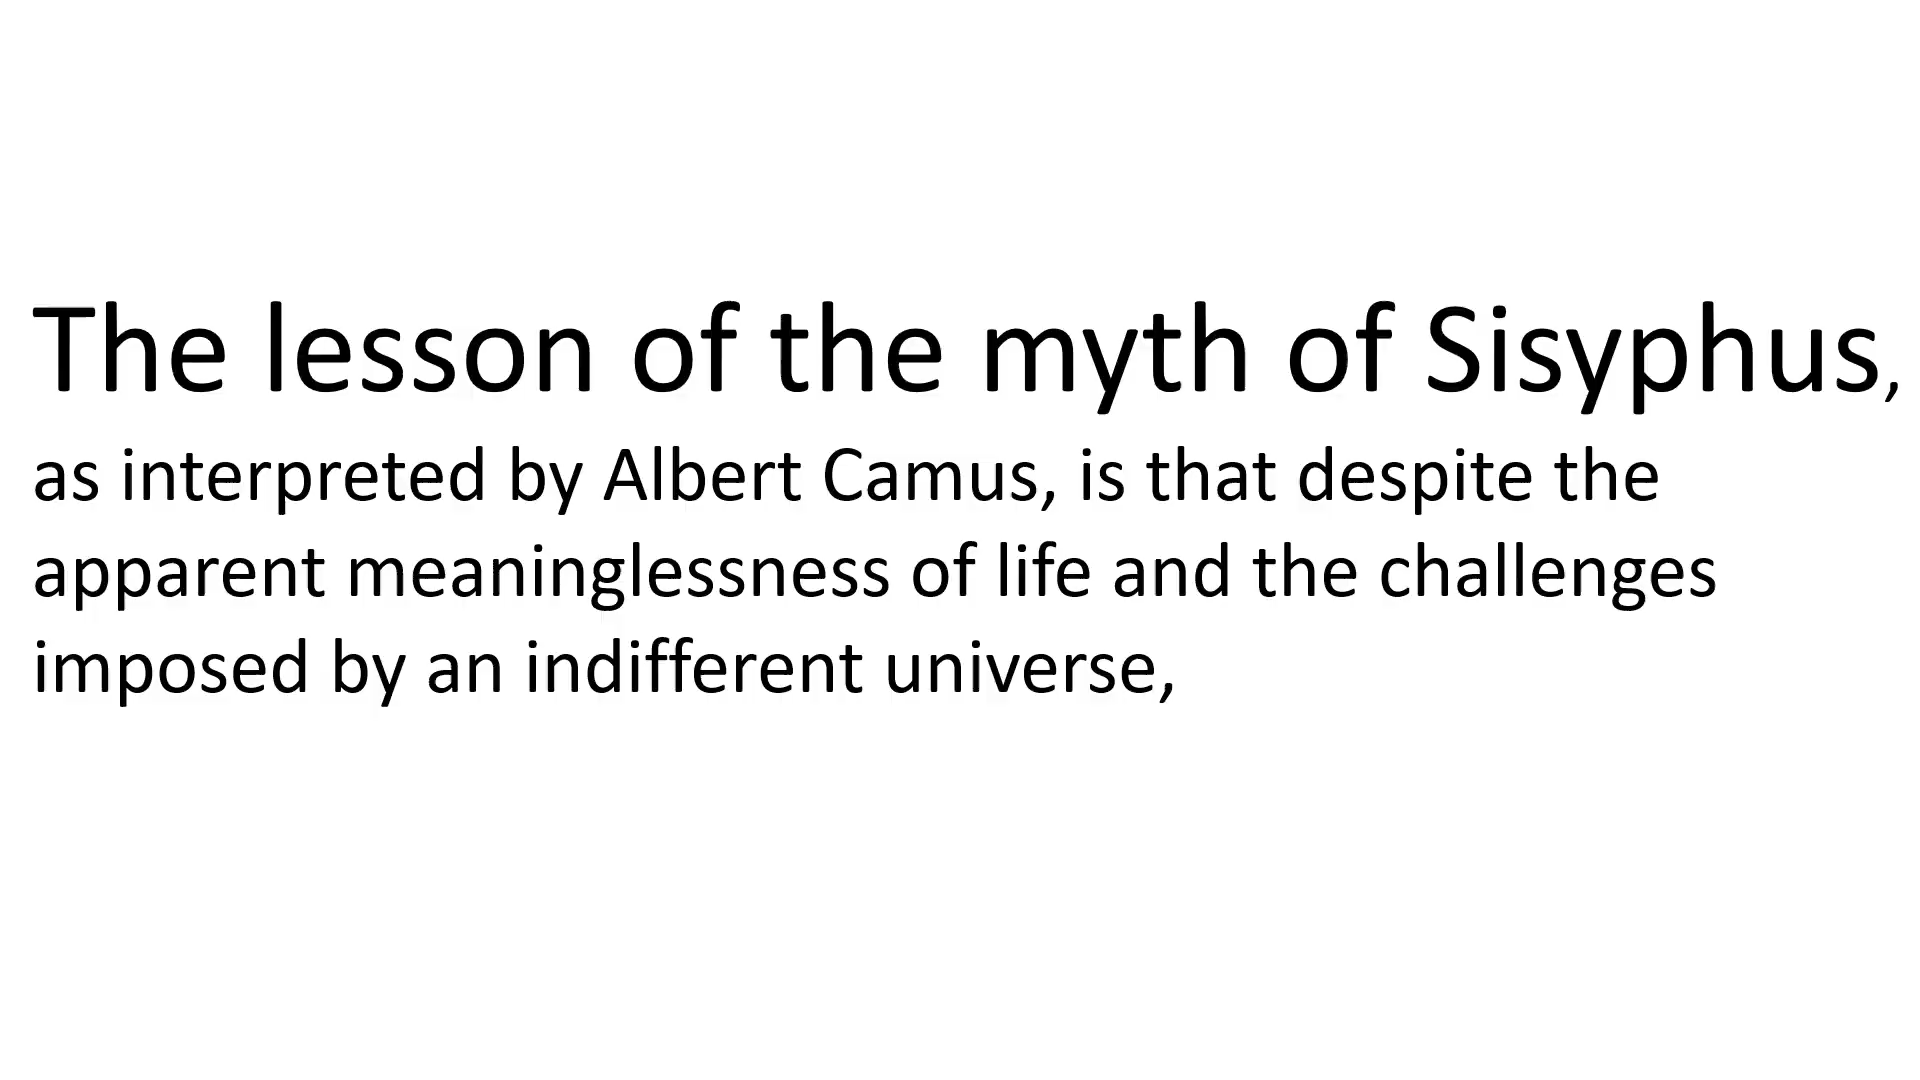 The lesson of the myth of Sisyphus,
as interpreted by Albert Camus, is that despite the
apparent meaninglessness of life and the challenges
imposed by an indifferent universe,